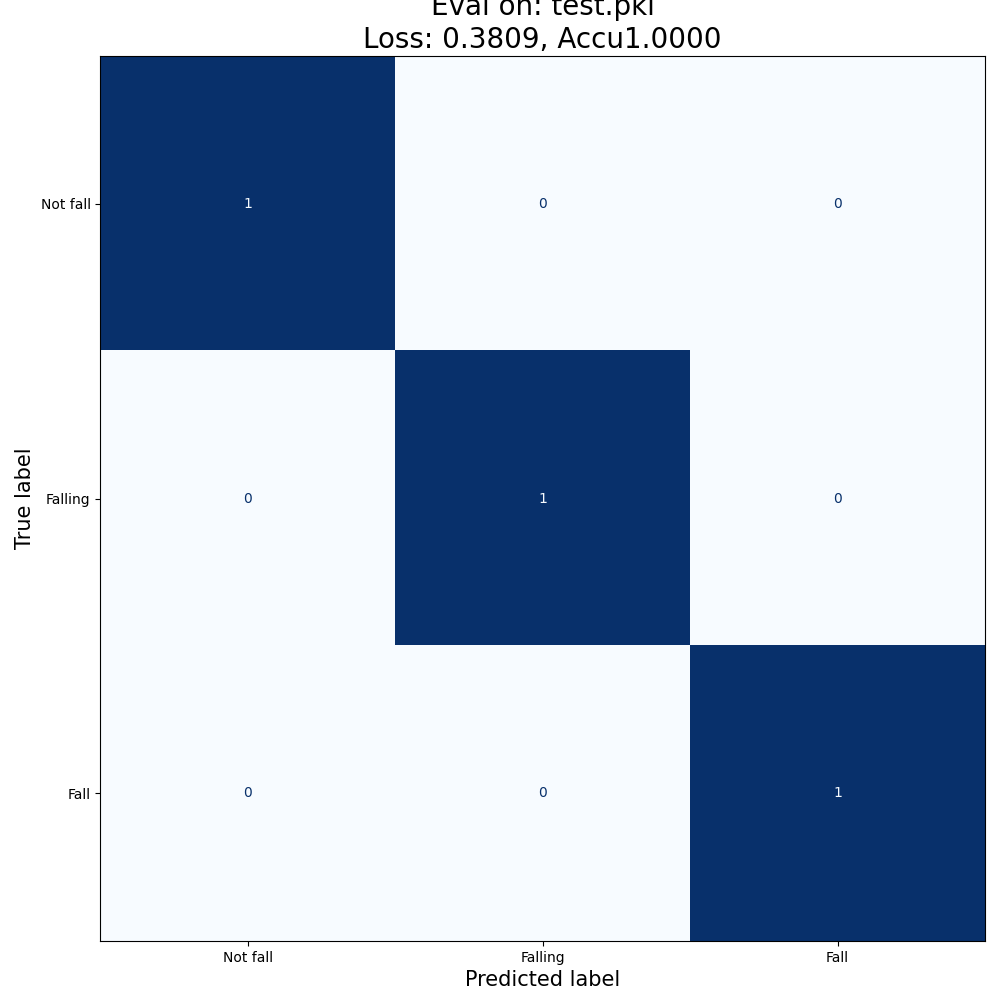 Eval on: test.pkl
Loss: 0.3809, Accu1.0000
True label
Not fall
1 0 0
Falling
0 1 0
Fall
0 0 1
Not fall Falling Fall
Predicted label